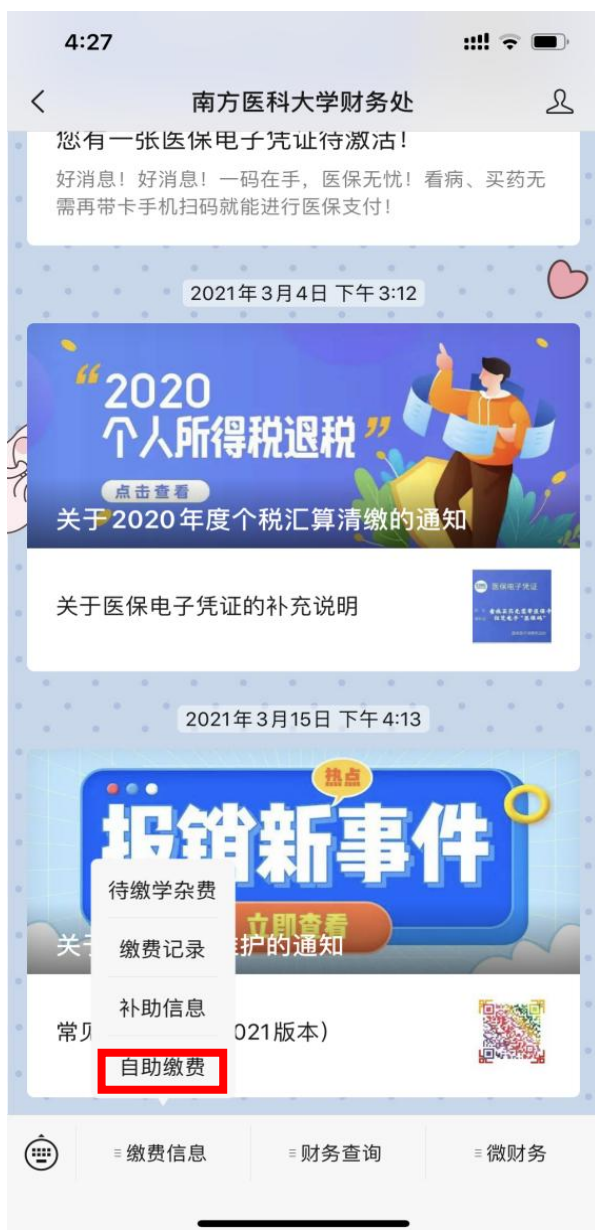 4:27
南方医科大学财务处
您有一张医保电子凭证待激活！
好消息！好消息！一码在手，医保无忧！看病、买药无
需再带卡手机扫码就能进行医保支付！
2021年3月4日 下午3:12
“2020
个人所得税退税”
点击查看
关于2020年度个税汇算清缴的通知
关于医保电子凭证的补充说明
医保电子凭证
2021年3月15日 下午4:13
热点
报销新事件
立即查看
关
护的通知
常
021版本）
待缴学杂费
缴费记录
补助信息
自助缴费
缴费信息
财务查询
微财务